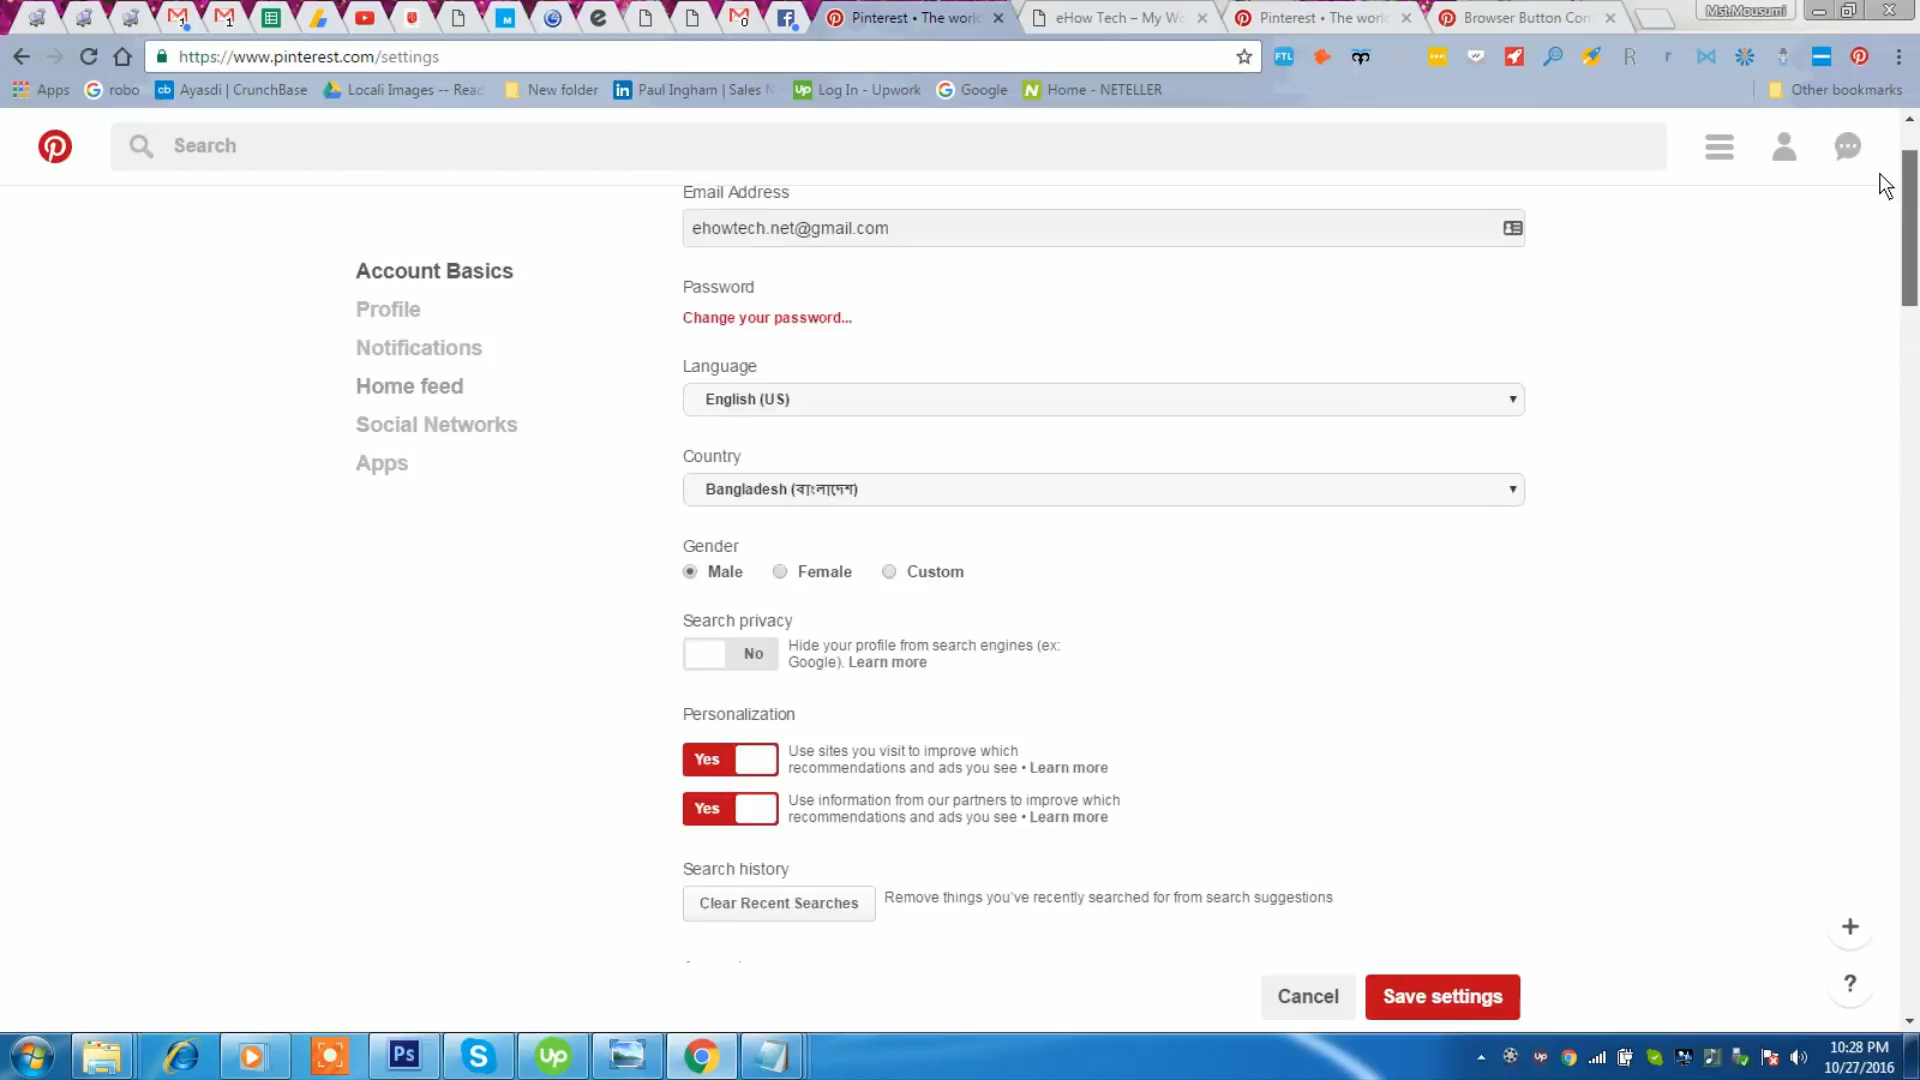 1
1
0
Pinterest • The worl
eHow Tech – My W
Pinterest • The worl
Browser Button Con
Mst.Mousumi
https://www.pinterest.com/settings
FTL
Apps
robo
Ayasdi | CrunchBase
Locali Images -- Read
New folder
Paul Ingham | Sales N
Log In - Upwork
Google
Home - NETELLER
Other bookmarks
Search
Email Address
ehowtech.net@gmail.com
Account Basics
Profile
Notifications
Home feed
Social Networks
Apps
Password
Change your password...
Language
English (US)
Country
Bangladesh (বাংলাদেশ)
Gender
Male
Female
Custom
Search privacy
No
Hide your profile from search engines (ex:
Google). Learn more
Personalization
Yes
Use sites you visit to improve which
recommendations and ads you see • Learn more
Yes
Use information from our partners to improve which
recommendations and ads you see • Learn more
Search history
Clear Recent Searches
Remove things you've recently searched for from search suggestions
Cancel
Save settings
?
10:28 PM
10/27/2016